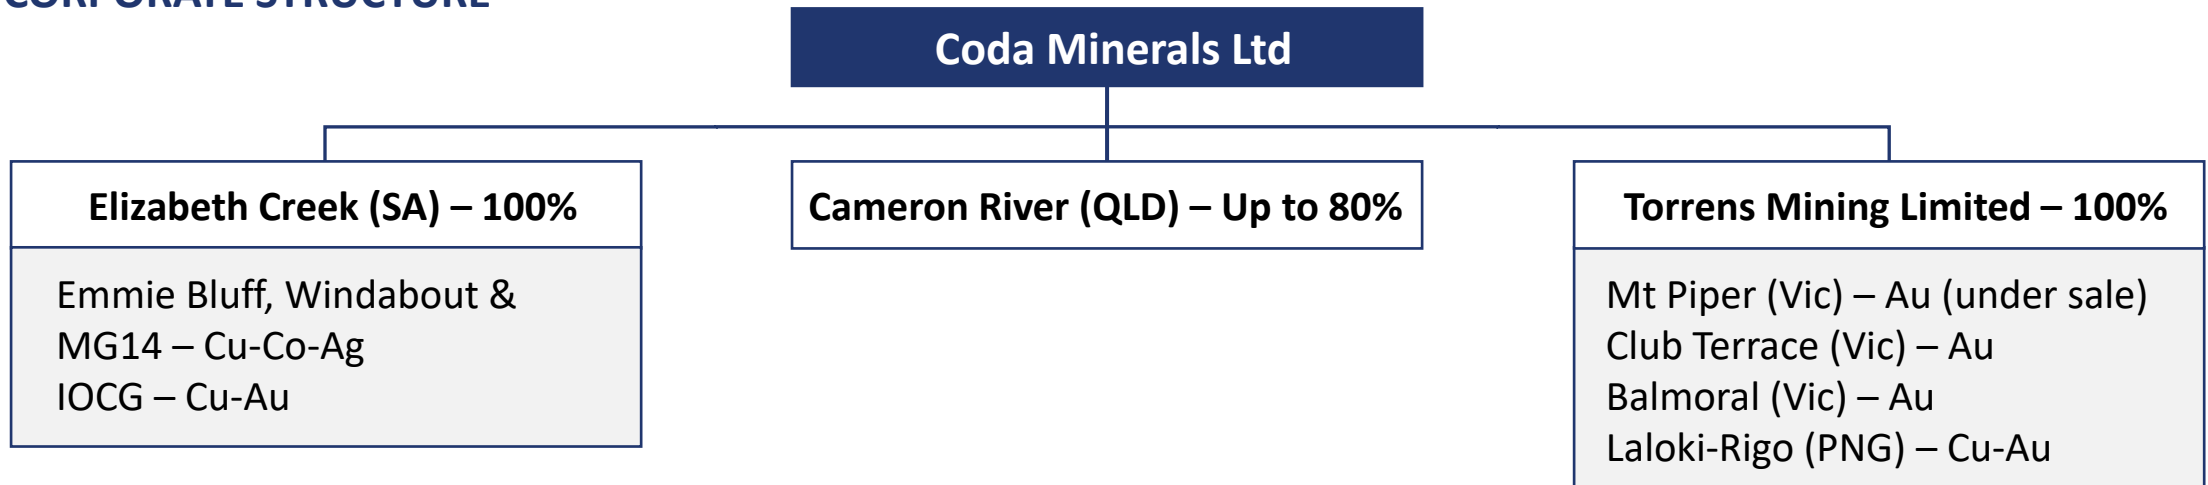 CORPORATE STRUCTURE
Coda Minerals Ltd
Elizabeth Creek (SA) – 100%
Emmie Bluff, Windabout &
MG14 – Cu-Co-Ag
IOCG – Cu-Au
Cameron River (QLD) – Up to 80%
Torrens Mining Limited – 100%
Mt Piper (Vic) – Au (under sale)
Club Terrace (Vic) – Au
Balmoral (Vic) – Au
Laloki-Rigo (PNG) – Cu-Au